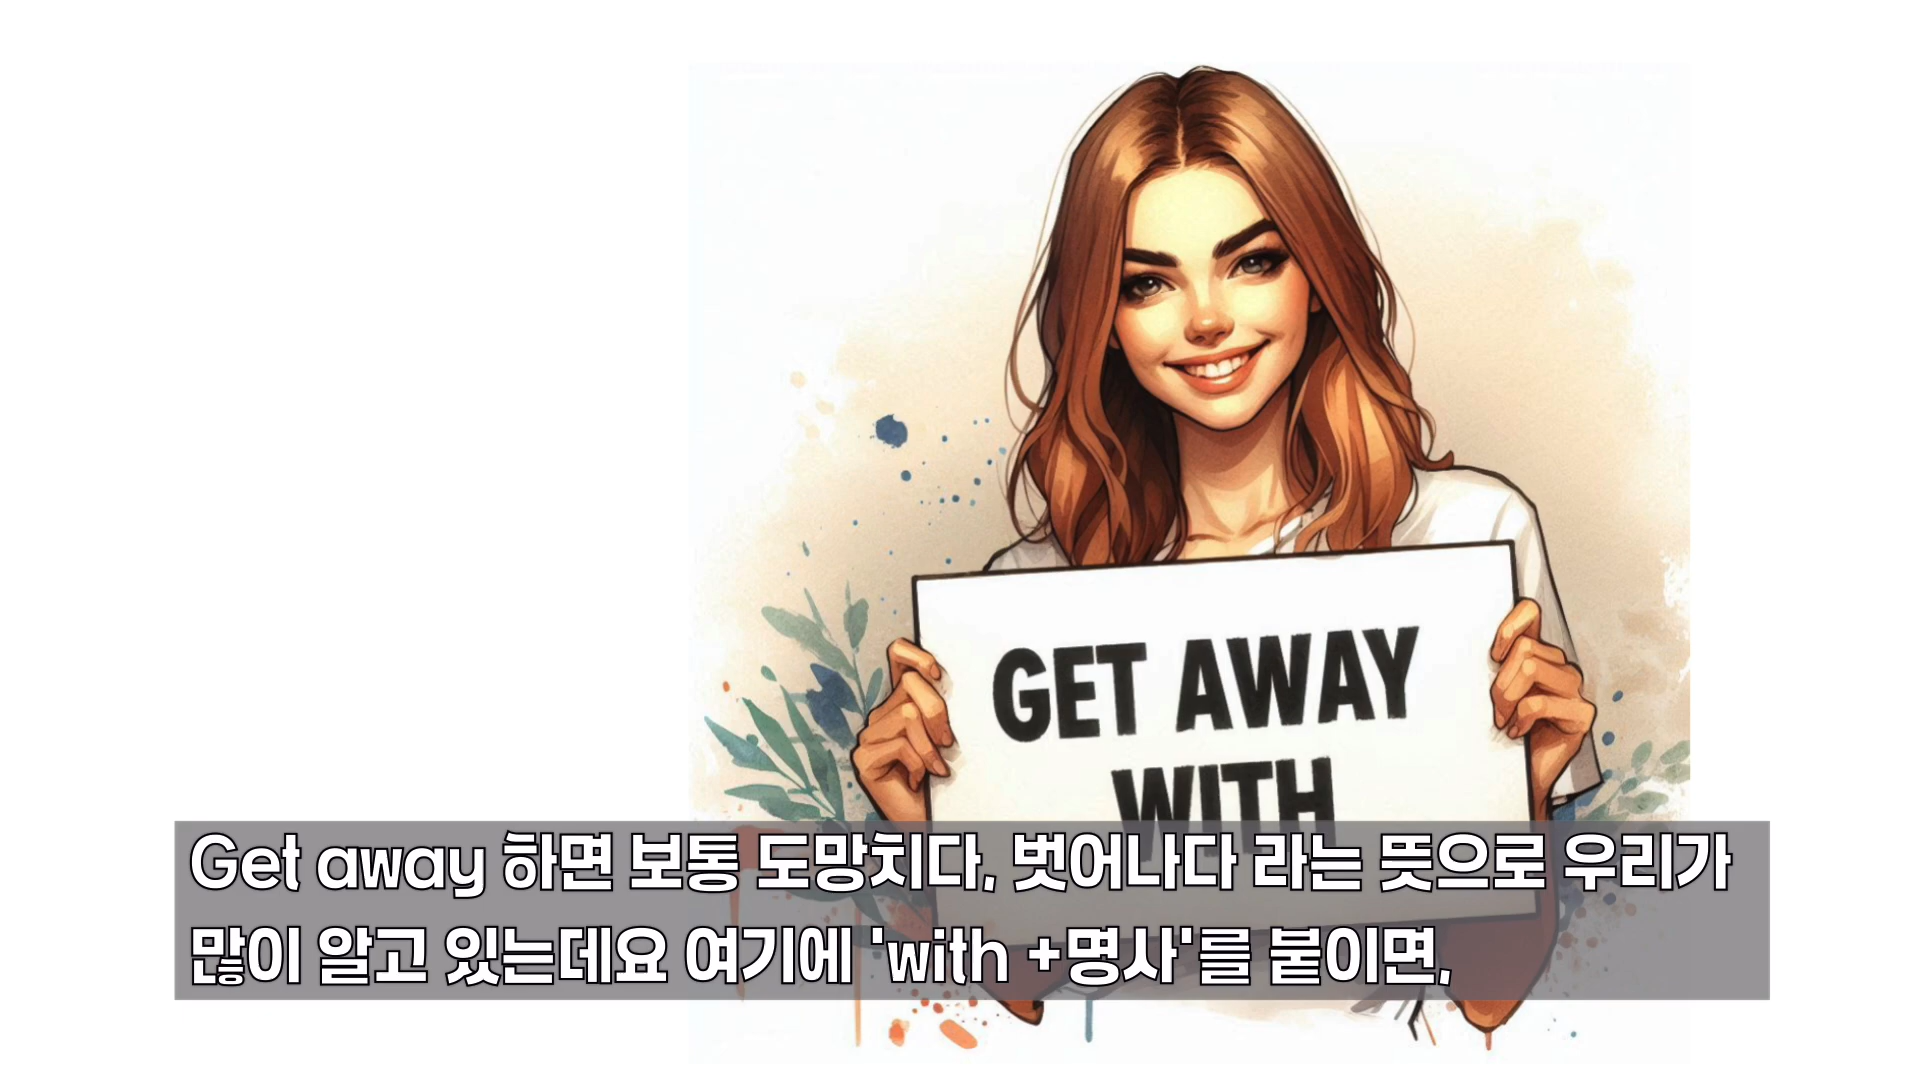 GET AWAY
WITH
Get away 하면 보통 도망치다, 벗어나다 라는 뜻으로 우리가
많이 알고 있는데요 여기에 'with +명사'를 붙이면,